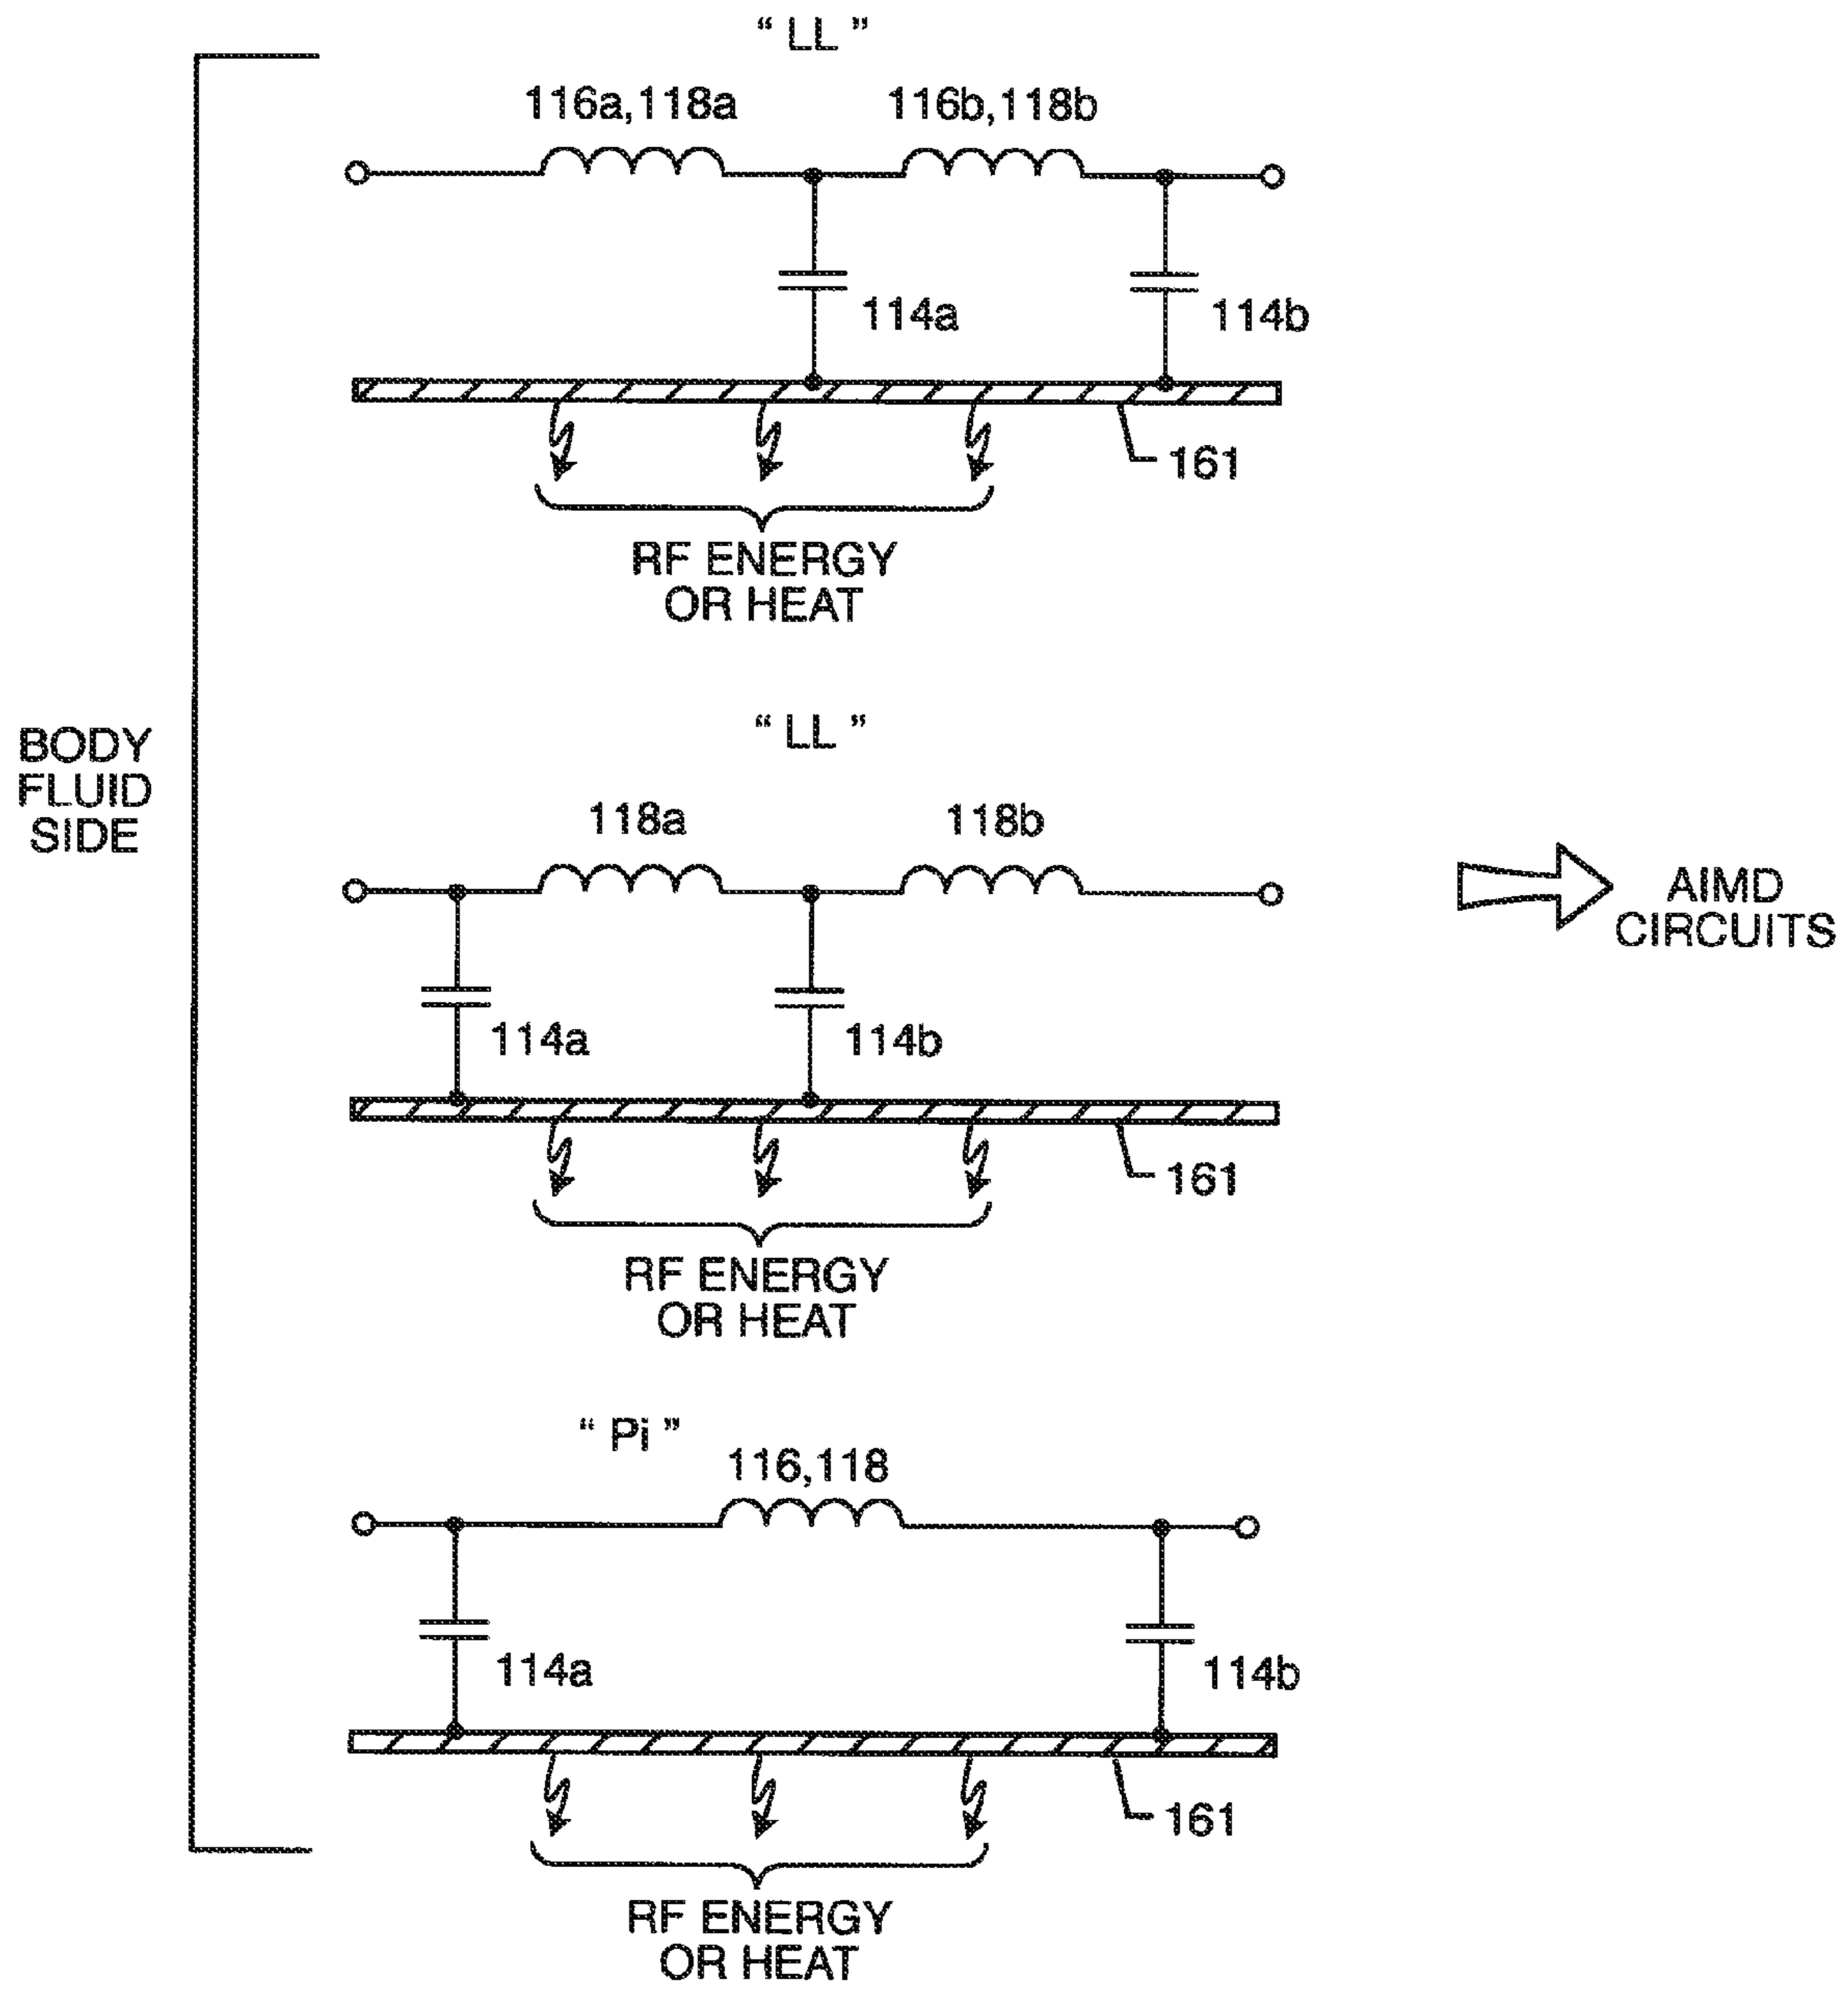 “ LL ”
116a,118a
116b,118b
114a
114b
161
RF ENERGY
OR HEAT
BODY
FLUID
SIDE
“ LL ”
118a
118b
114a
114b
161
RF ENERGY
OR HEAT
AIMD
CIRCUITS
“ Pi ”
116,118
114a
114b
161
RF ENERGY
OR HEAT